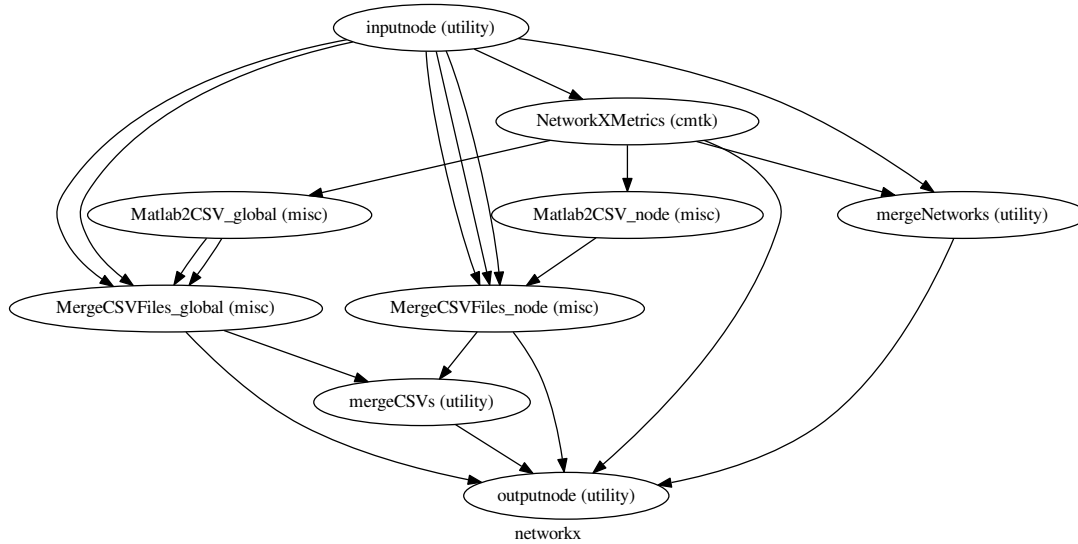 inputnode (utility)
NetworkXMetrics (cmtk)
Matlab2CSV_global (misc)
Matlab2CSV_node (misc)
mergeNetworks (utility)
MergeCSVFiles_global (misc)
MergeCSVFiles_node (misc)
mergeCSVs (utility)
outputnode (utility)
networkx